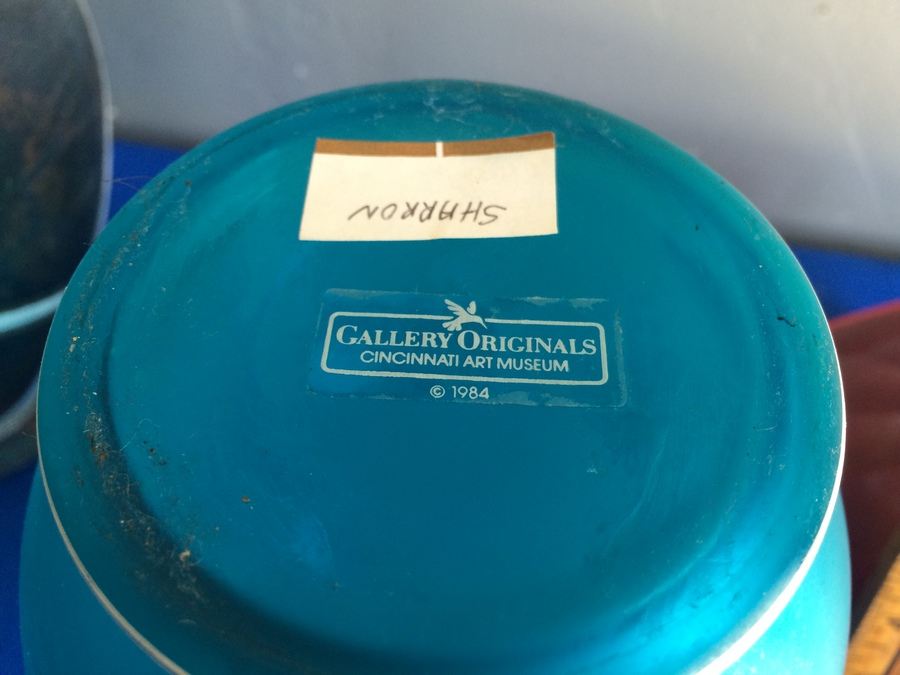 SHARRON
GALLERY ORIGINALS
CINCINNATI ART MUSEUM
© 1984